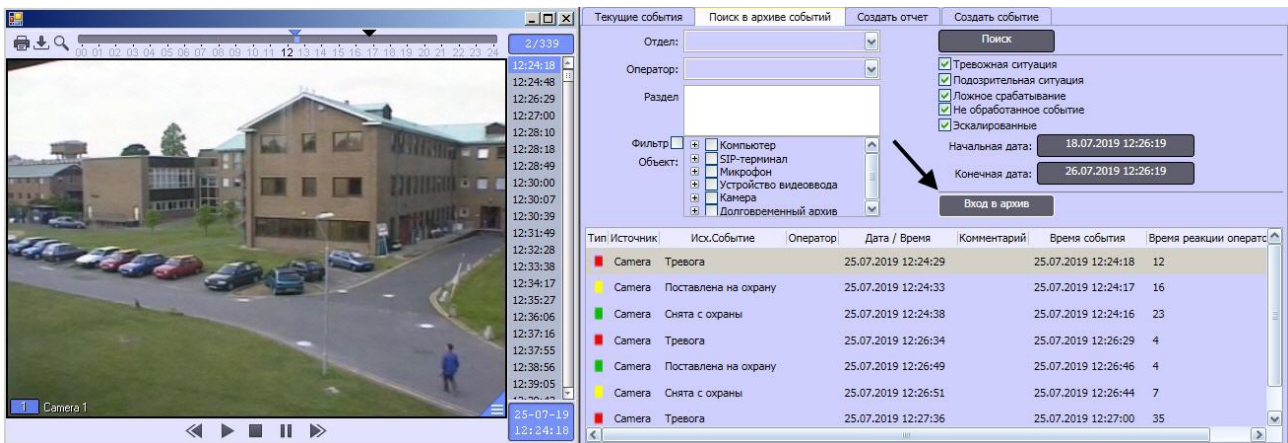 00 01 02 03 04 05 06 07 08 09 10 11 12 13 14 15 16 17 18 19 20 21 22 23 24
2/339
12:24:18
12:24:48
12:26:29
12:27:00
12:28:10
12:28:18
12:28:49
12:30:00
12:30:07
12:30:39
12:31:49
12:32:28
12:33:38
12:34:17
12:35:27
12:36:06
12:37:16
12:37:55
12:38:56
12:39:05
1 Camera 1
25-07-19
12:24:18
Текущие события Поиск в архиве событий Создать отчет Создать событие
Отдел:
Оператор:
Раздел
Фильтр
Объект:
Компьютер
SIP-терминал
Микрофон
Устройство видеоввода
Камера
Долговременный архив
Поиск
Тревожная ситуация
Подозрительная ситуация
Ложное срабатывание
Не обработанное событие
Эскалированные
Начальная дата: 18.07.2019 12:26:19
Конечная дата: 26.07.2019 12:26:19
Вход в архив
Тип Источник Исх.Событие Оператор Дата / Время Комментарий Время события Время реакции операто
Camera Тревога 25.07.2019 12:24:29 25.07.2019 12:24:18 12
Camera Поставлена на охрану 25.07.2019 12:24:33 25.07.2019 12:24:17 16
Camera Снята с охраны 25.07.2019 12:24:38 25.07.2019 12:24:16 23
Camera Тревога 25.07.2019 12:26:34 25.07.2019 12:26:29 4
Camera Поставлена на охрану 25.07.2019 12:26:49 25.07.2019 12:26:46 4
Camera Снята с охраны 25.07.2019 12:26:51 25.07.2019 12:26:44 7
Camera Тревога 25.07.2019 12:27:36 25.07.2019 12:27:00 35